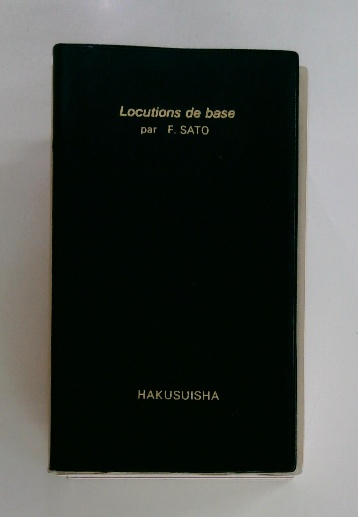 Locutions de base
par F. SATO
HAKUSUISHA